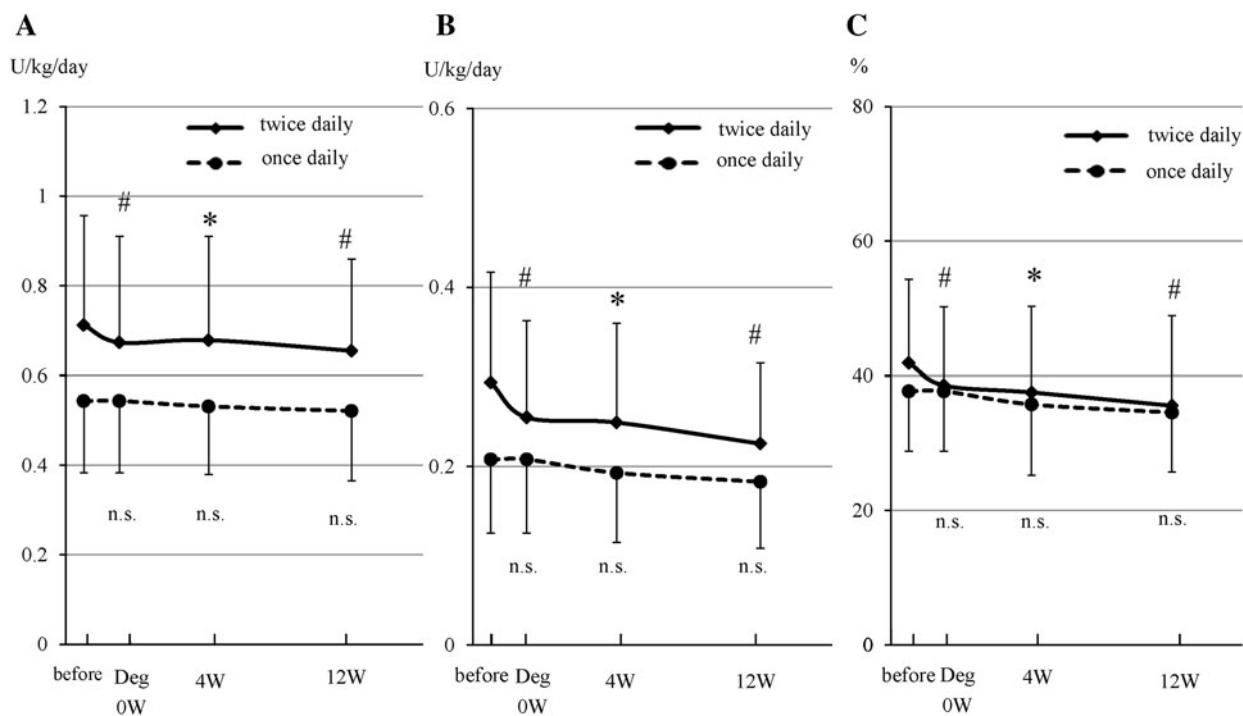 A
U/kg/day
1.2
1
0.8
0.6
0.4
0.2
0
twice daily
once daily
#
*
#
n.s.
n.s.
n.s.
before
Deg
0W
4W
12W
B
U/kg/day
0.6
0.4
0.2
0
twice daily
once daily
#
*
#
n.s.
n.s.
n.s.
before
Deg
0W
4W
12W
C
%
80
60
40
20
0
twice daily
once daily
#
*
#
n.s.
n.s.
n.s.
before
Deg
0W
4W
12W